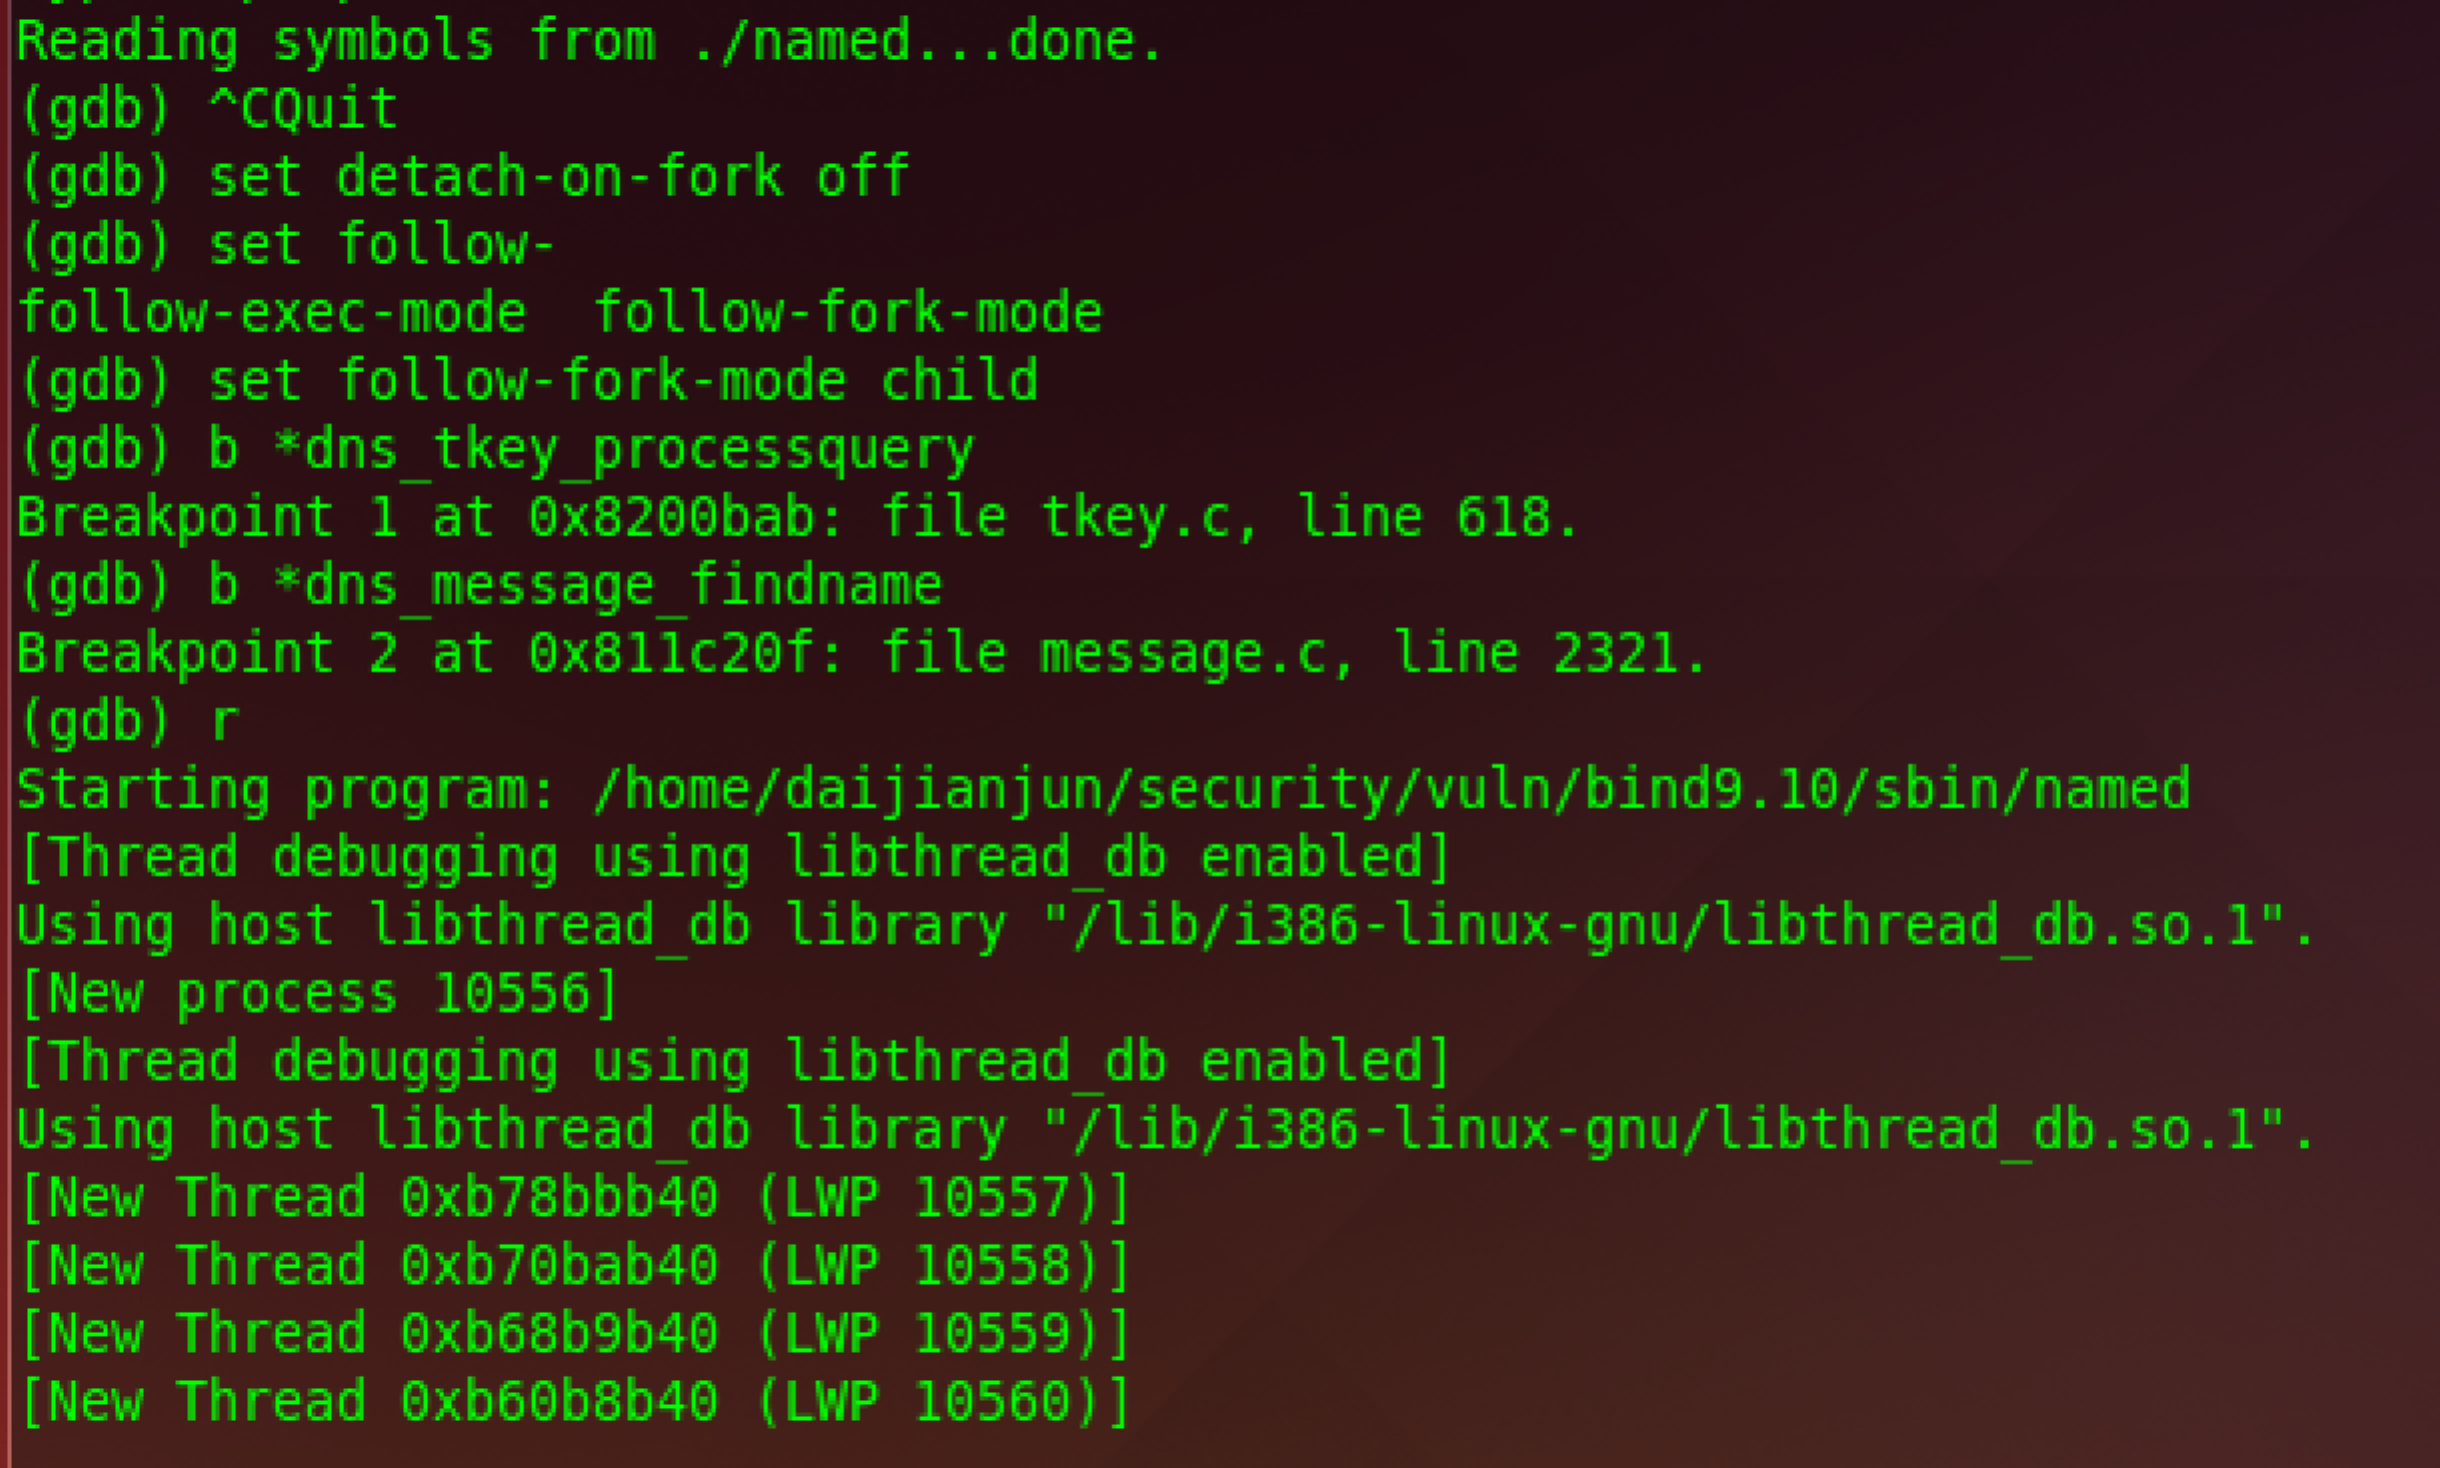 Reading symbols from ./named...done.
(gdb) ^CQuit
(gdb) set detach-on-fork off
(gdb) set follow-
follow-exec-mode  follow-fork-mode
(gdb) set follow-fork-mode child
(gdb) b *dns_tkey_processquery
Breakpoint 1 at 0x8200bab: file tkey.c, line 618.
(gdb) b *dns_message_findname
Breakpoint 2 at 0x811c20f: file message.c, line 2321.
(gdb) r
Starting program: /home/daijianjun/security/vuln/bind9.10/sbin/named
[Thread debugging using libthread_db enabled]
Using host libthread_db library "/lib/i386-linux-gnu/libthread_db.so.1".
[New process 10556]
[Thread debugging using libthread_db enabled]
Using host libthread_db library "/lib/i386-linux-gnu/libthread_db.so.1".
[New Thread 0xb78bbb40 (LWP 10557)]
[New Thread 0xb70bab40 (LWP 10558)]
[New Thread 0xb68b9b40 (LWP 10559)]
[New Thread 0xb60b8b40 (LWP 10560)]